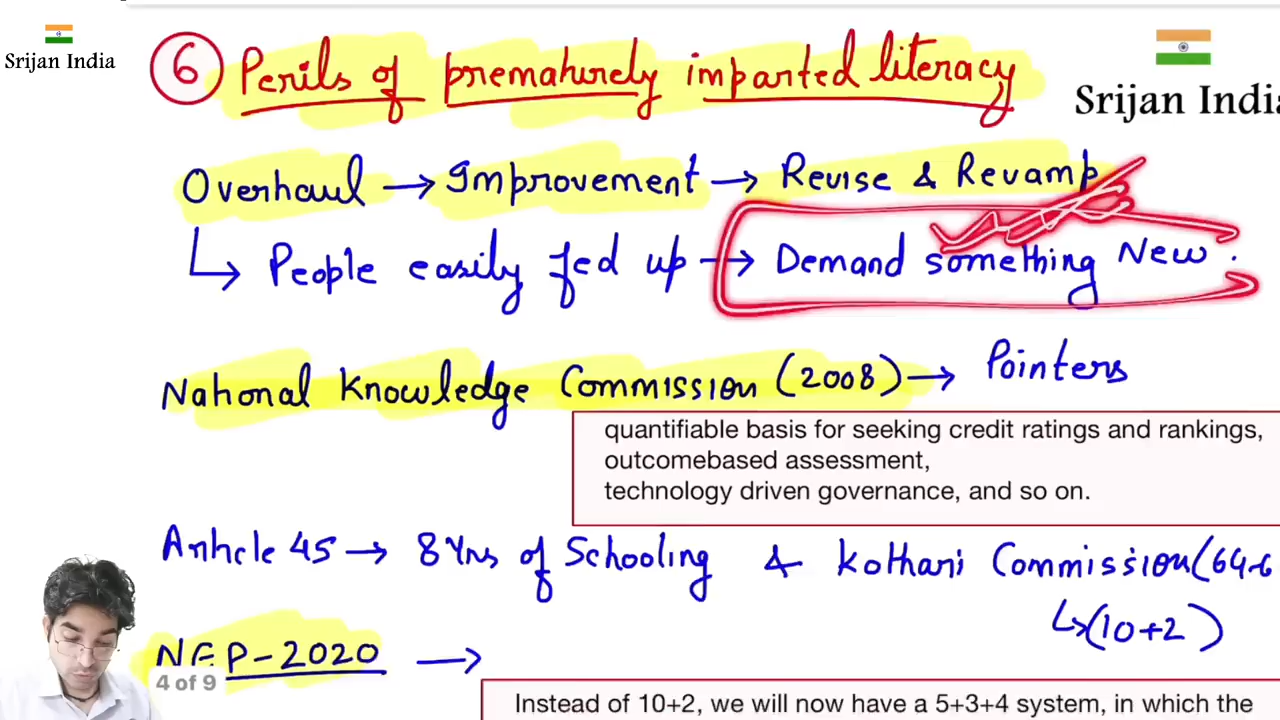 Srijan India
Srijan India
6 Perils of prematurely imparted literacy
Overhaul → Improvement → Revise & Revamp
↳ People easily fed up → Demand something New.
National Knowledge Commission (2008) → Pointers
quantifiable basis for seeking credit ratings and rankings,
outcomebased assessment,
technology driven governance, and so on.
Article 45 → 8 Yrs of Schooling & Kothari Commission (64-6
↳ (10+2)
NEP-2020 →
4 of 9
Instead of 10+2, we will now have a 5+3+4 system, in which the